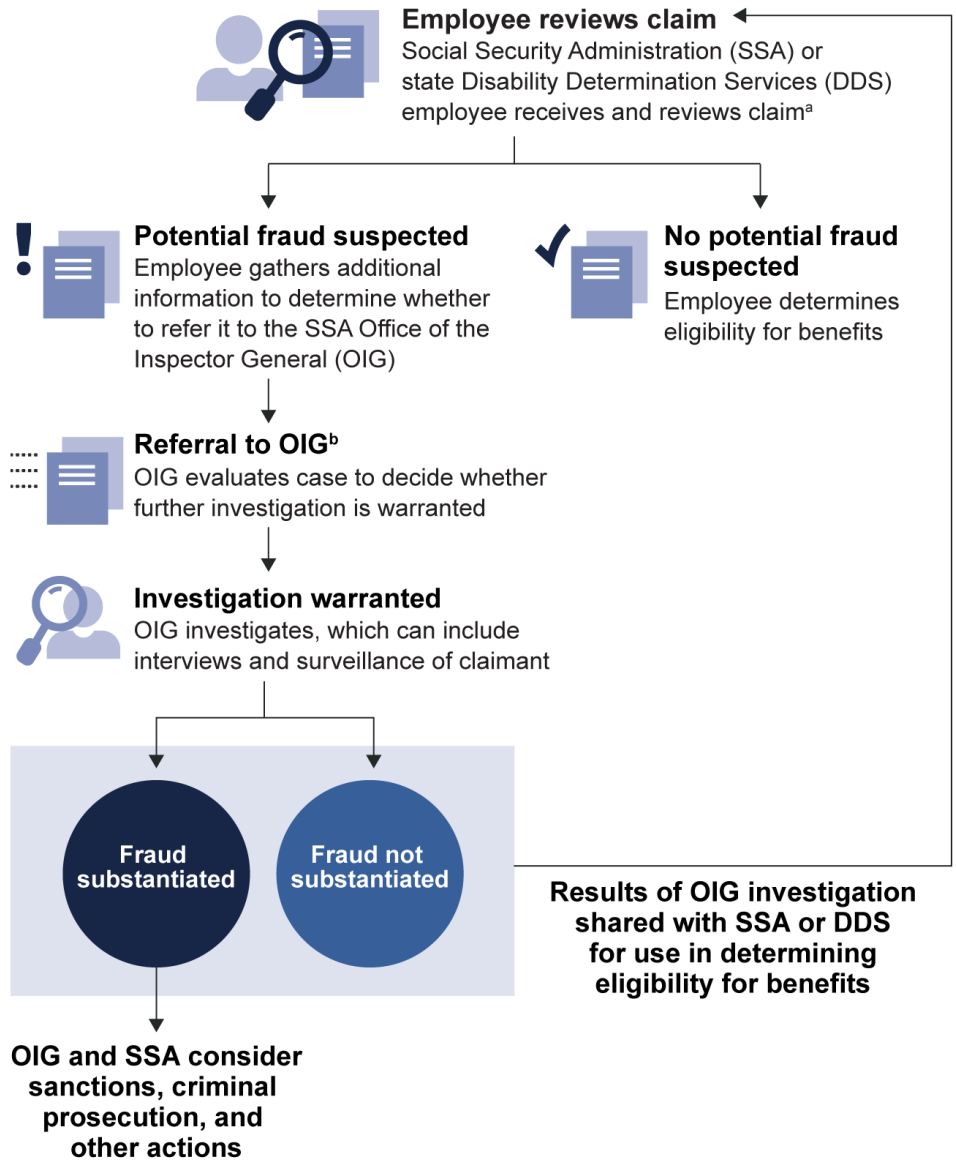 Employee reviews claim
Social Security Administration (SSA) or
state Disability Determination Services (DDS)
employee receives and reviews claimᵃ
Potential fraud suspected
Employee gathers additional
information to determine whether
to refer it to the SSA Office of the
Inspector General (OIG)
No potential fraud
suspected
Employee determines
eligibility for benefits
Referral to OIGᵇ
OIG evaluates case to decide whether
further investigation is warranted
Investigation warranted
OIG investigates, which can include
interviews and surveillance of claimant
Fraud
substantiated
Fraud not
substantiated
Results of OIG investigation
shared with SSA or DDS
for use in determining
eligibility for benefits
OIG and SSA consider
sanctions, criminal
prosecution, and
other actions